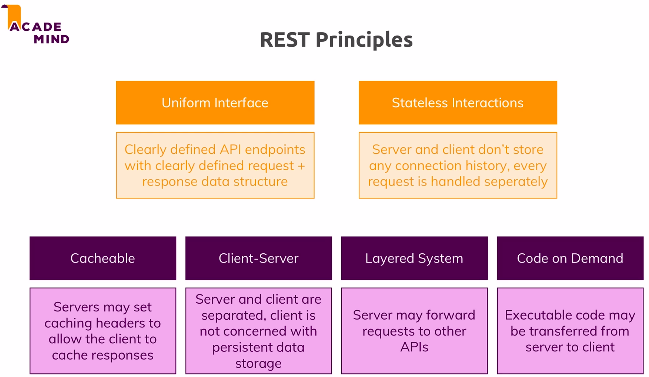 ACADE
MIND
REST Principles
Uniform Interface
Clearly defined API endpoints
with clearly defined request +
response data structure
Stateless Interactions
Server and client don't store
any connection history, every
request is handled seperately
Cacheable
Servers may set
caching headers to
allow the client to
cache responses
Client-Server
Server and client are
separated, client is
not concerned with
persistent data
storage
Layered System
Server may forward
requests to other
APIs
Code on Demand
Executable code may
be transferred from
server to client